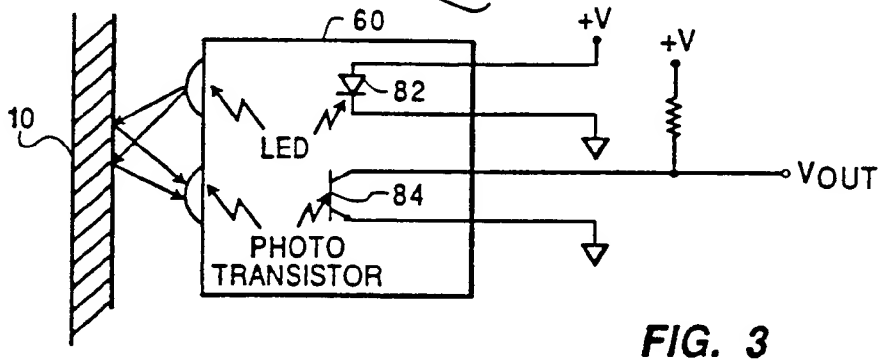 60
+V
+V
82
10
LED
VOUT
84
PHOTO
TRANSISTOR
FIG. 3